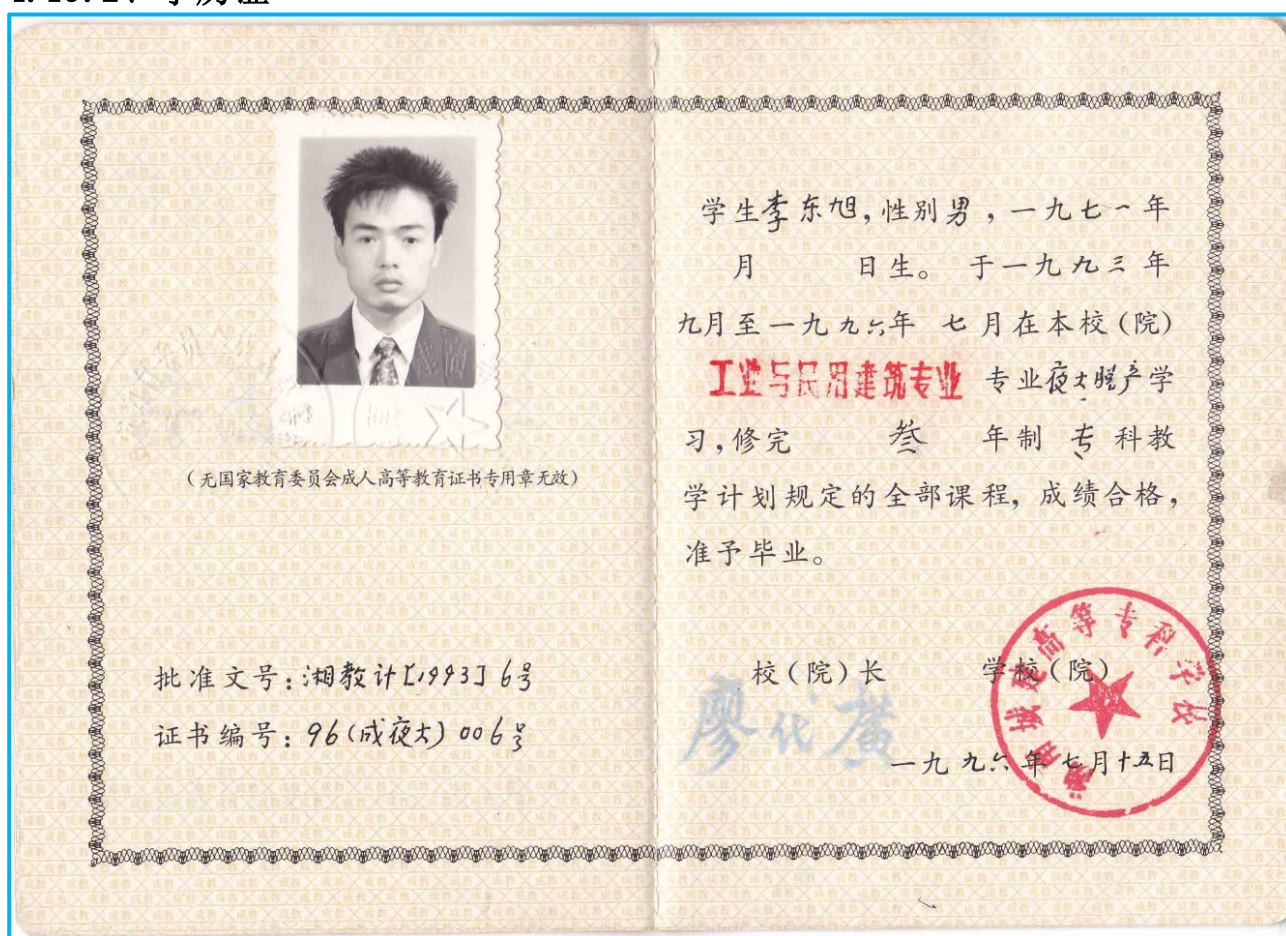 (无国家教育委员会成人高等教育证书专用章无效)
批准文号:湘教计[1993]6号
证书编号:96(成夜大)006号
学生李东旭,性别男,一九七一年
月 日生。于一九九三年
九月至一九九六年 七月在本校(院)
工业与民用建筑专业 专业夜大脱产学
习,修完 叁 年制 专 科教
学计划规定的全部课程,成绩合格,
准予毕业。
校(院)长 学校(院)
廖代广
湖南城建高等专科学校
一九九六年七月十五日